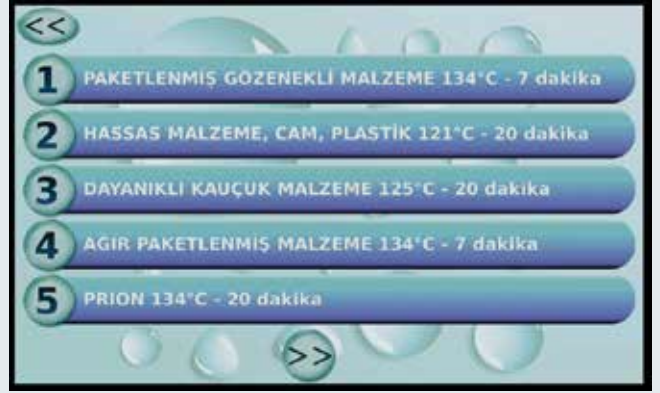 <<
1 PAKETLENMİŞ GÖZENEKLİ MALZEME 134°C - 7 dakika
2 HASSAS MALZEME, CAM, PLASTİK 121°C - 20 dakika
3 DAYANIKLI KAUÇUK MALZEME 125°C - 20 dakika
4 AĞIR PAKETLENMİŞ MALZEME 134°C - 7 dakika
5 PRION 134°C - 20 dakika
>>